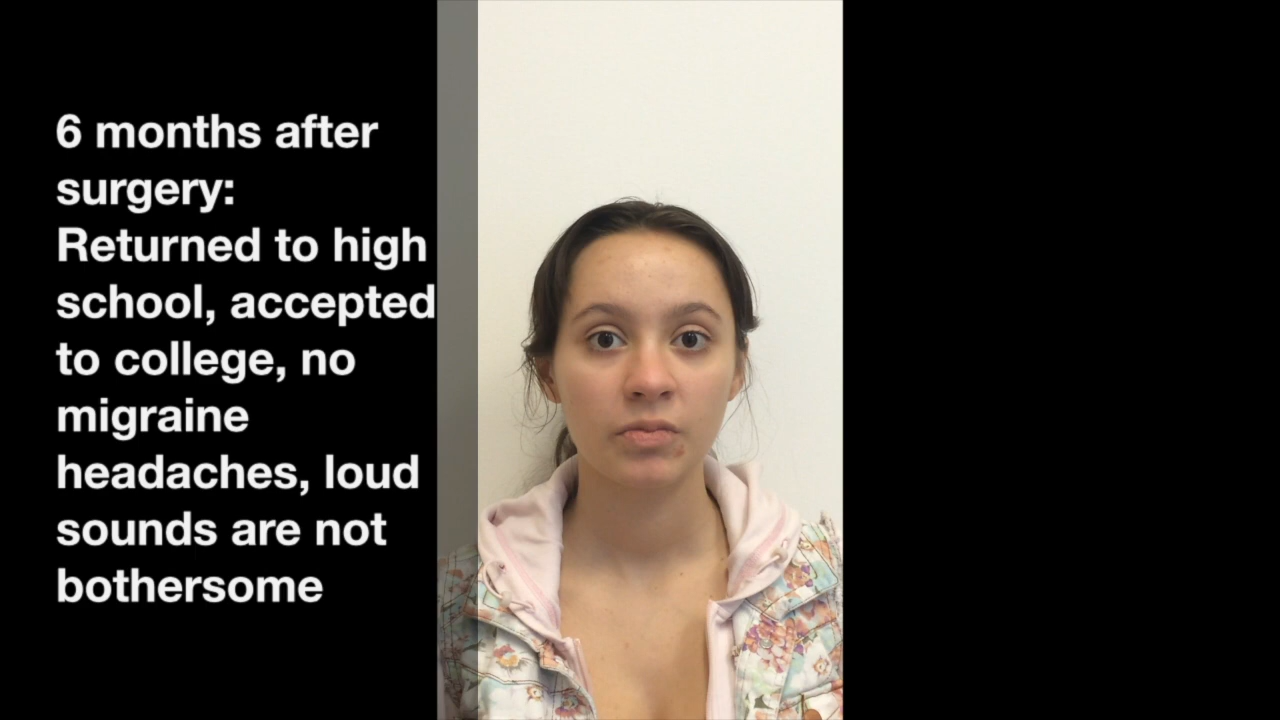 6 months after
surgery:
Returned to high
school, accepted
to college, no
migraine
headaches, loud
sounds are not
bothersome